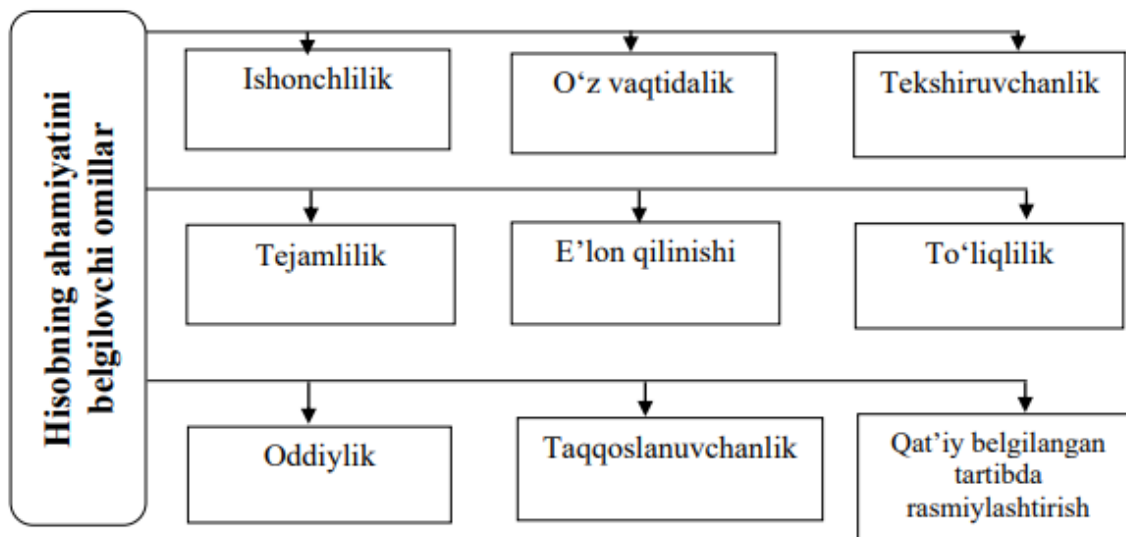 Hisobning ahamiyatini
belgilovchi omillar
Ishonchlilik
O‘z vaqtidalik
Tekshiruvchanlik
Tejamlilik
E’lon qilinishi
To‘liqlilik
Oddiylik
Taqqoslanuvchanlik
Qat’iy belgilangan
tartibda
rasmiylashtirish